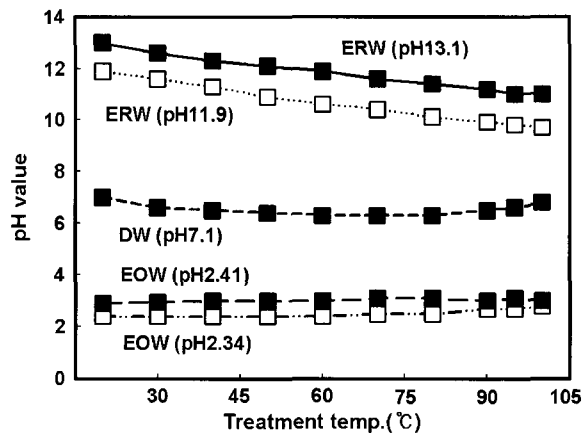 14
12
10
8
6
4
2
0
pH value
ERW (pH13.1)
ERW (pH11.9)
DW (pH7.1)
EOW (pH2.41)
EOW (pH2.34)
30 45 60 75 90 105
Treatment temp.(℃)